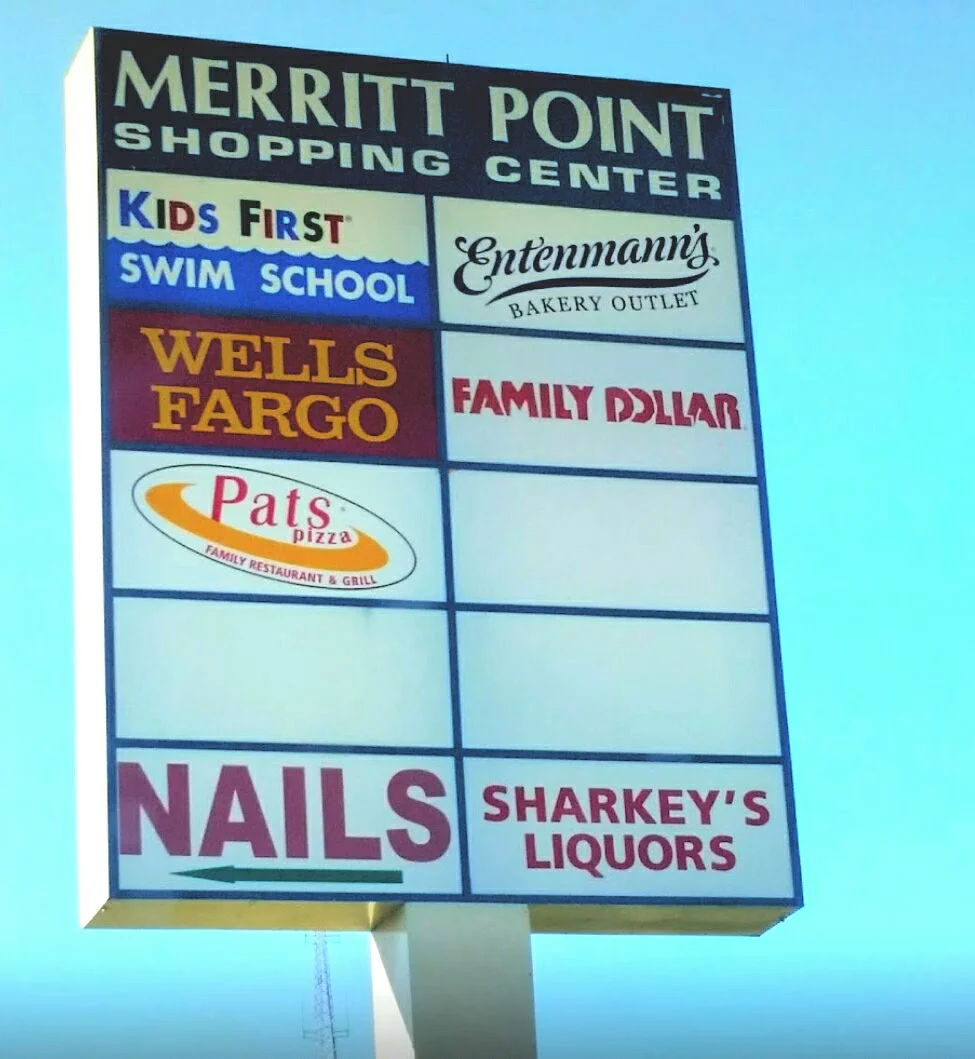 MERRITT POINT
SHOPPING CENTER
KIDS FIRST
SWIM SCHOOL
Entenmann's
BAKERY OUTLET
WELLS
FARGO
FAMILY DOLLAR
Pats
pizza
FAMILY RESTAURANT & GRILL
NAILS
SHARKEY'S
LIQUORS